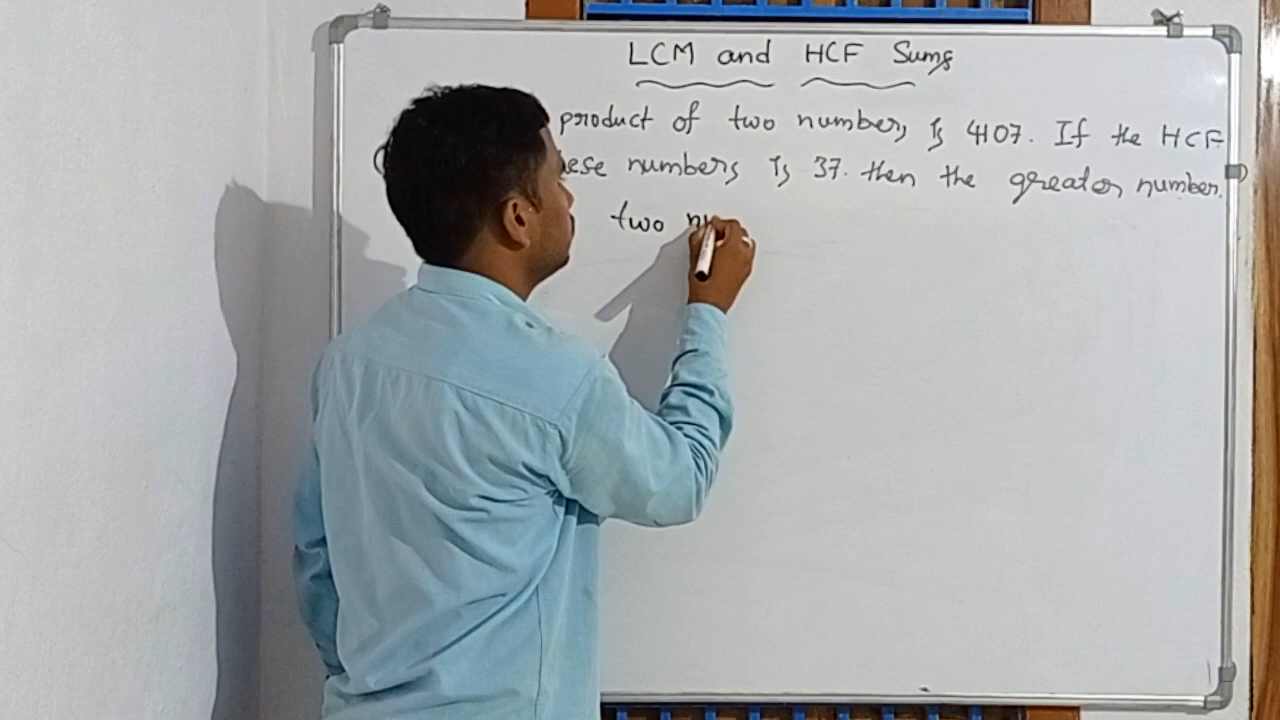 LCM and HCF Sums
product of two numbers is 4107. If the HCF
numbers is 37. then the greater number.
two